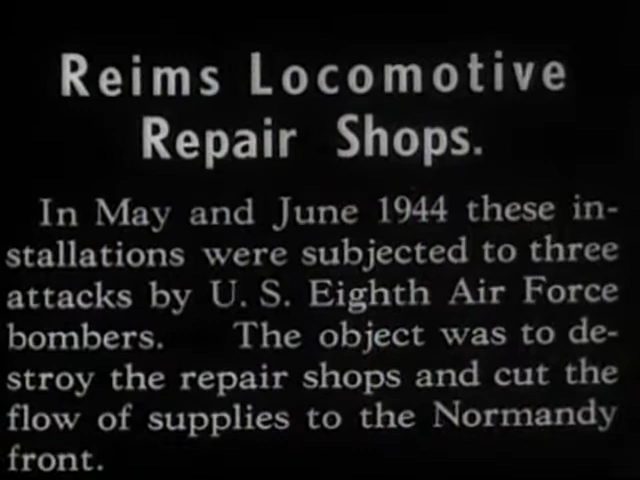 Reims Locomotive
Repair Shops.
In May and June 1944 these in-
stallations were subjected to three
attacks by U. S. Eighth Air Force
bombers. The object was to de-
stroy the repair shops and cut the
flow of supplies to the Normandy
front.